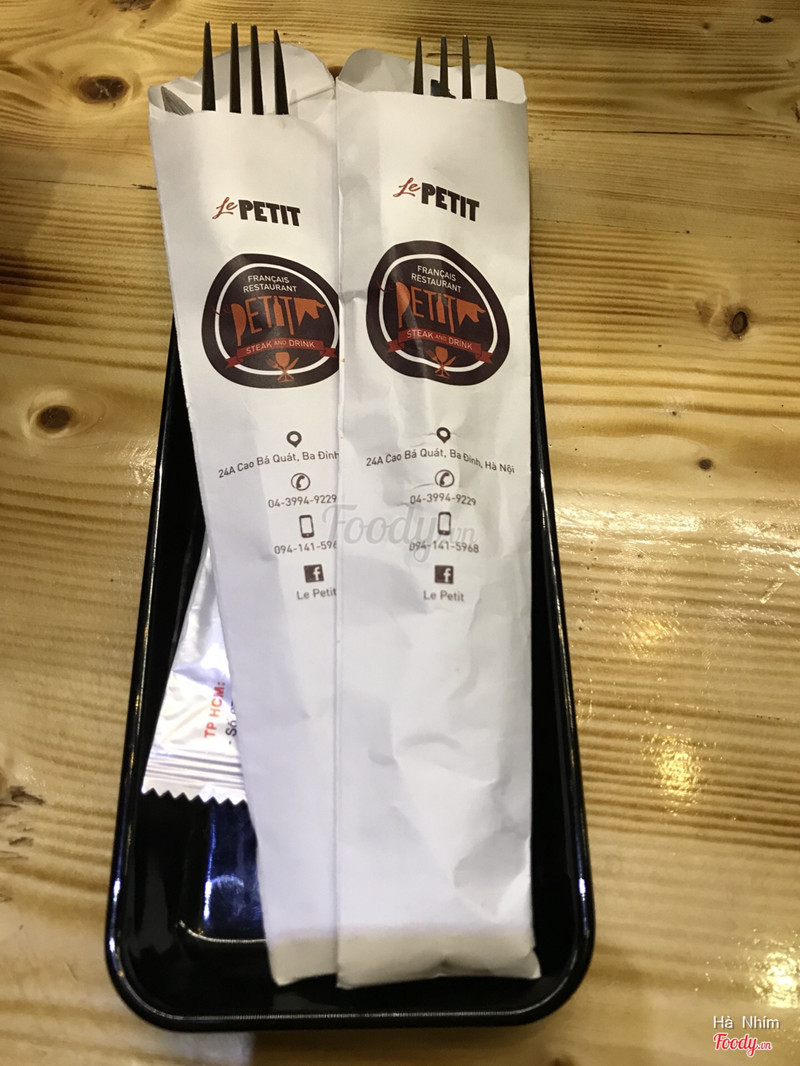 Le PETIT
FRANÇAIS
RESTAURANT
PETIT
STEAK AND DRINK
24A Cao Bá Quát, Ba Đình
04-3994-9229
094-141-596
Le Petit
Le PETIT
FRANÇAIS
RESTAURANT
PETIT
STEAK AND DRINK
24A Cao Bá Quát, Ba Đình, Hà Nội
04-3994-9229
094-141-5968
Le Petit
TP HCM:
Foody.vn
Hà Nhím
Foody.vn